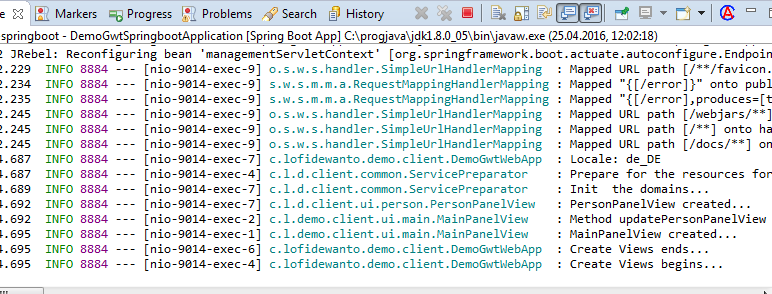 Markers Progress Problems Search
springboot - DemoGwtSpringbootApplication [Spring Boot App] C:\progjava\jdk1.8.0_05\bin\javaw.exe (25.04.2016, 12:02:18)
2 JRebel: Reconfiguring bean 'managementServletContext' [org.springframework.boot.actuate.autoconfigure.Endpoin
2.229 INFO 8884 --- [nio-9014-exec-9] o.s.w.s.handler.SimpleUrlHandlerMapping : Mapped URL path [/**/favicon.
2.234 INFO 8884 --- [nio-9014-exec-9] s.w.s.m.m.a.RequestMappingHandlerMapping : Mapped "{[/error]}" onto publ
2.235 INFO 8884 --- [nio-9014-exec-9] s.w.s.m.m.a.RequestMappingHandlerMapping : Mapped "{[/error],produces=[t
2.245 INFO 8884 --- [nio-9014-exec-9] o.s.w.s.handler.SimpleUrlHandlerMapping : Mapped URL path [/webjars/**]
2.245 INFO 8884 --- [nio-9014-exec-9] o.s.w.s.handler.SimpleUrlHandlerMapping : Mapped URL path [/**] onto ha
2.245 INFO 8884 --- [nio-9014-exec-9] o.s.w.s.handler.SimpleUrlHandlerMapping : Mapped URL path [/docs/**] on
4.687 INFO 8884 --- [nio-9014-exec-7] c.lofidewanto.demo.client.DemoGwtWebApp : Locale: de_DE
4.689 INFO 8884 --- [nio-9014-exec-4] c.l.d.client.common.ServicePreparator : Prepare for the resources for
4.689 INFO 8884 --- [nio-9014-exec-7] c.l.d.client.common.ServicePreparator : Init the domains...
4.692 INFO 8884 --- [nio-9014-exec-7] c.l.d.client.ui.person.PersonPanelView : PersonPanelView created...
4.692 INFO 8884 --- [nio-9014-exec-2] c.l.demo.client.ui.main.MainPanelView : Method updatePersonPanelView
4.694 INFO 8884 --- [nio-9014-exec-1] c.l.demo.client.ui.main.MainPanelView : MainPanelView created...
4.695 INFO 8884 --- [nio-9014-exec-6] c.lofidewanto.demo.client.DemoGwtWebApp : Create Views ends...
4.695 INFO 8884 --- [nio-9014-exec-4] c.lofidewanto.demo.client.DemoGwtWebApp : Create Views begins...